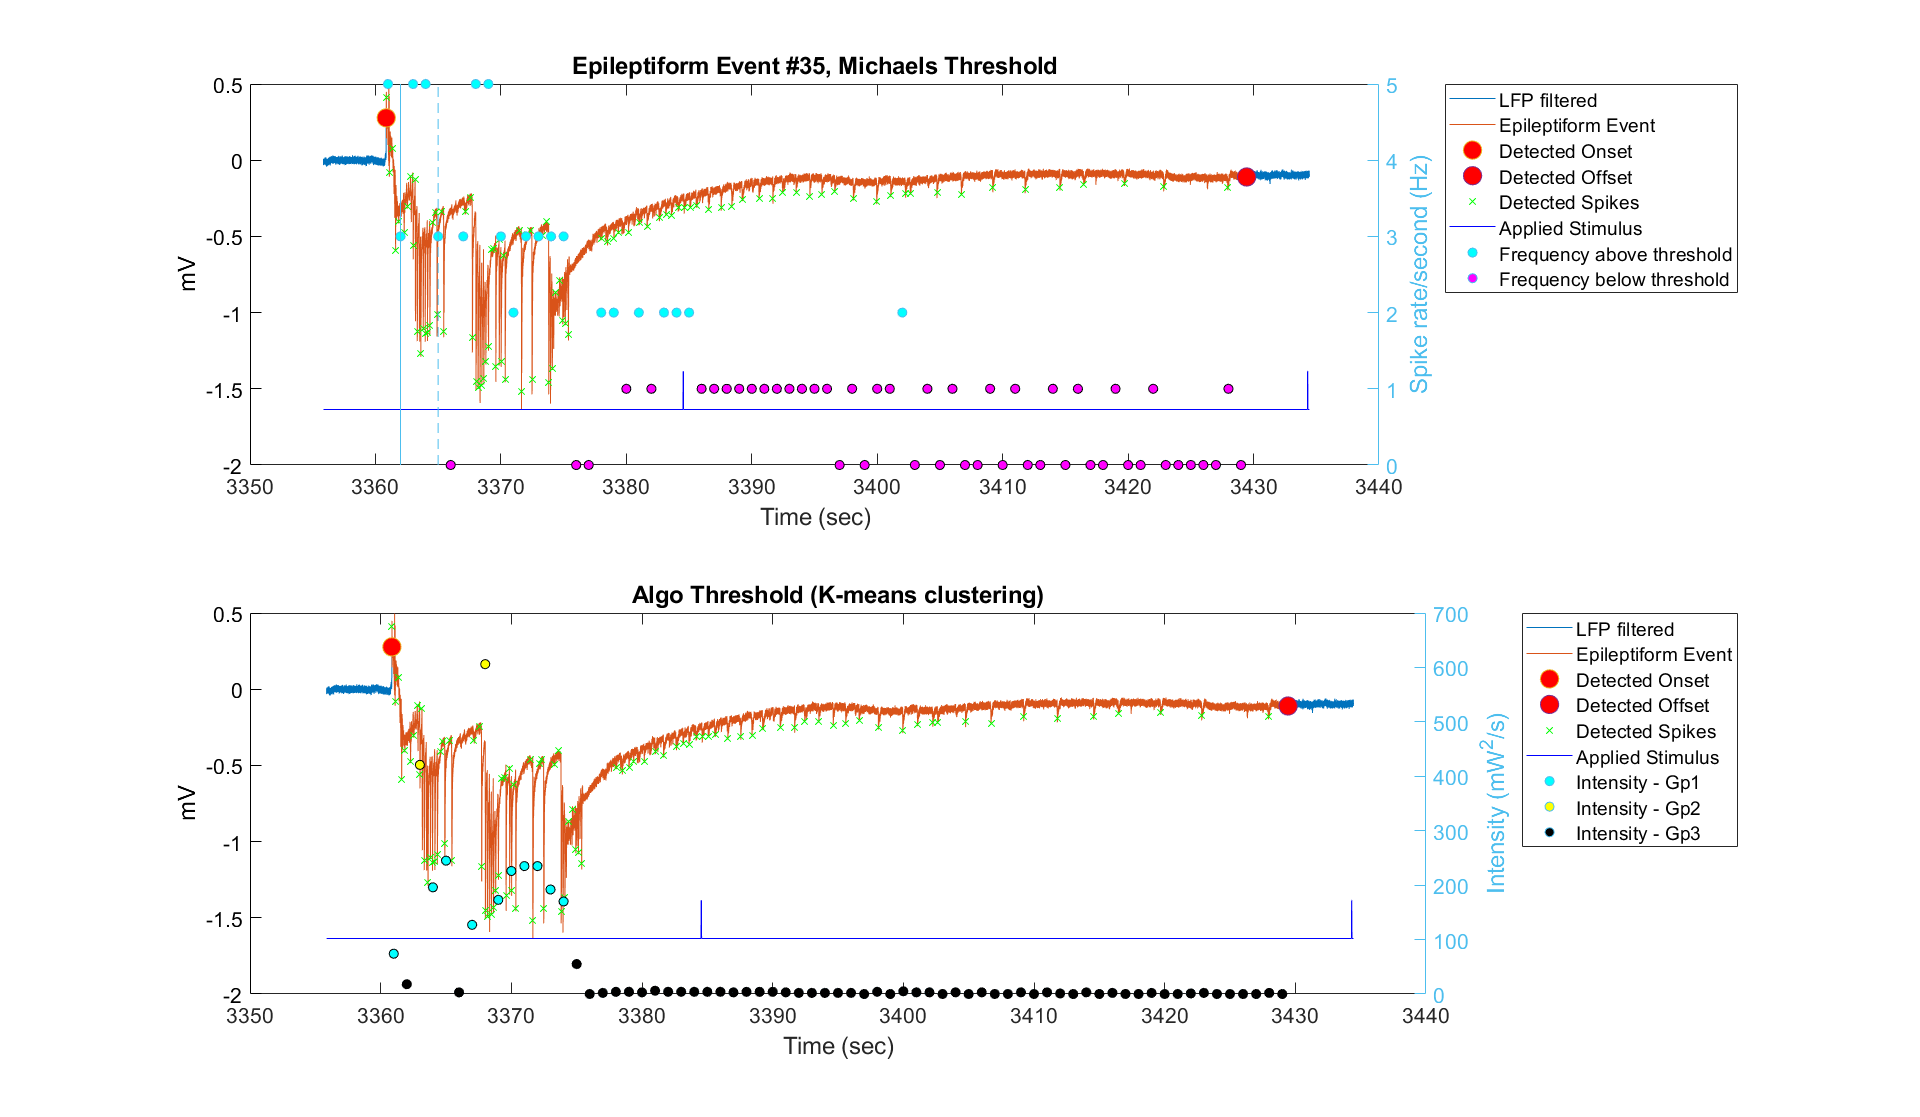 Epileptiform Event #35, Michaels Threshold
0.5
0
-0.5
-1
-1.5
-2
mV
3350
3360
3370
3380
3390
3400
3410
3420
3430
3440
Time (sec)
5
4
3
2
1
0
Spike rate/second (Hz)
LFP filtered
Epileptiform Event
Detected Onset
Detected Offset
Detected Spikes
Applied Stimulus
Frequency above threshold
Frequency below threshold
Algo Threshold (K-means clustering)
0.5
0
-0.5
-1
-1.5
-2
mV
3350
3360
3370
3380
3390
3400
3410
3420
3430
3440
Time (sec)
700
600
500
400
300
200
100
0
Intensity (mW²/s)
LFP filtered
Epileptiform Event
Detected Onset
Detected Offset
Detected Spikes
Applied Stimulus
Intensity - Gp1
Intensity - Gp2
Intensity - Gp3